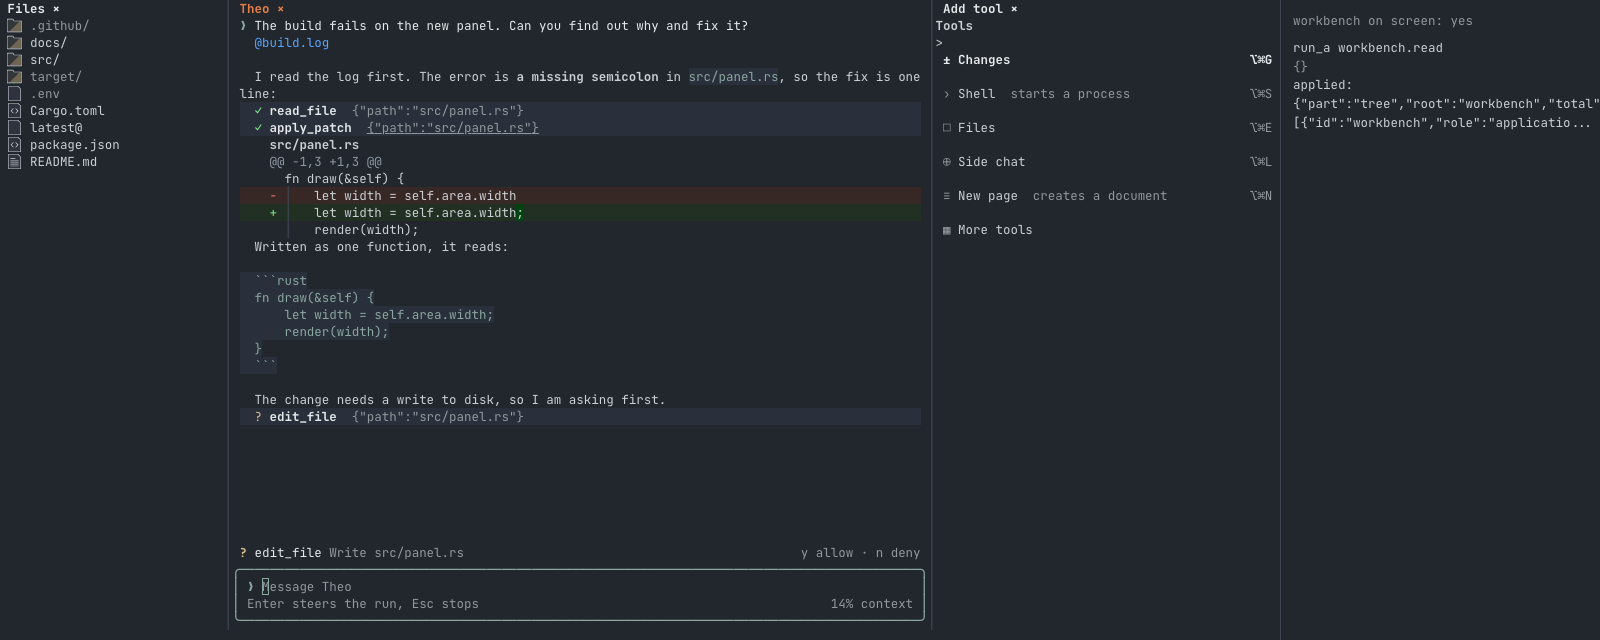 Files ×
.github/
docs/
src/
target/
.env
Cargo.toml
latest@
package.json
README.md
Theo ×
❯ The build fails on the new panel. Can you find out why and fix it?
@build.log
I read the log first. The error is a missing semicolon in src/panel.rs, so the fix is one
line:
✓ read_file {"path":"src/panel.rs"}
✓ apply_patch {"path":"src/panel.rs"}
src/panel.rs
@@ -1,3 +1,3 @@
fn draw(&self) {
- let width = self.area.width
+ let width = self.area.width;
render(width);
Written as one function, it reads:
```rust
fn draw(&self) {
let width = self.area.width;
render(width);
}
```
The change needs a write to disk, so I am asking first.
? edit_file {"path":"src/panel.rs"}
? edit_file Write src/panel.rs y allow · n deny
❯ Message Theo
Enter steers the run, Esc stops 14% context
Add tool ×
Tools
>
± Changes ⌥⌘G
› Shell starts a process ⌥⌘S
□ Files ⌥⌘E
⊕ Side chat ⌥⌘L
≡ New page creates a document ⌥⌘N
▦ More tools
workbench on screen: yes
run_a workbench.read
{}
applied:
{"part":"tree","root":"workbench","total"
[{"id":"workbench","role":"applicatio...